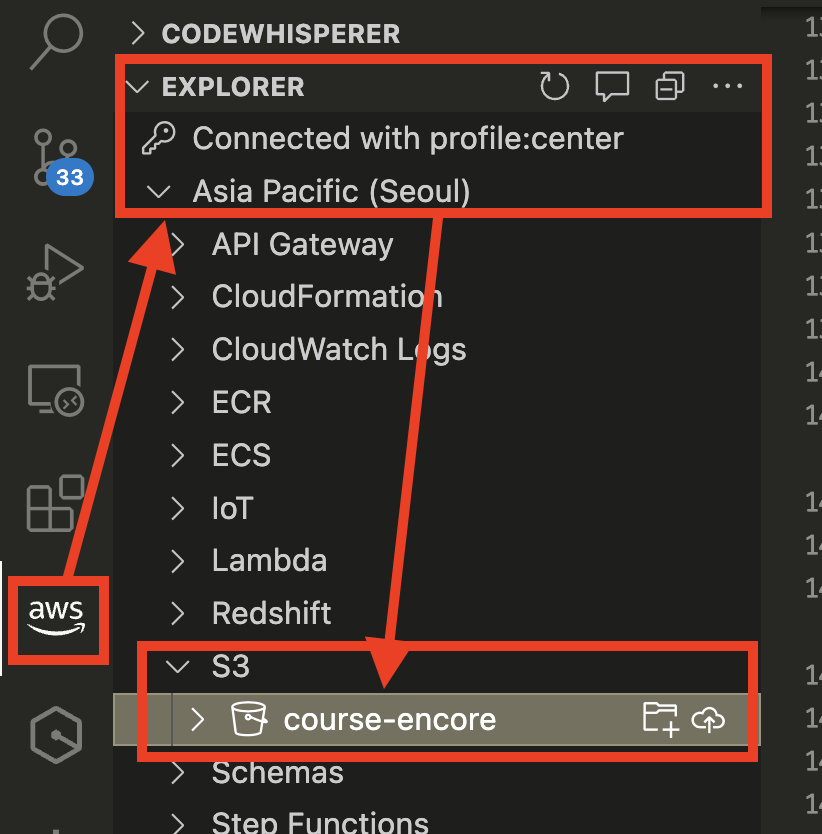 CODEWHISPERER
EXPLORER
Connected with profile:center
Asia Pacific (Seoul)
33
API Gateway
CloudFormation
CloudWatch Logs
ECR
ECS
IoT
Lambda
aws
Redshift
S3
course-encore
Schemas
Step Functions